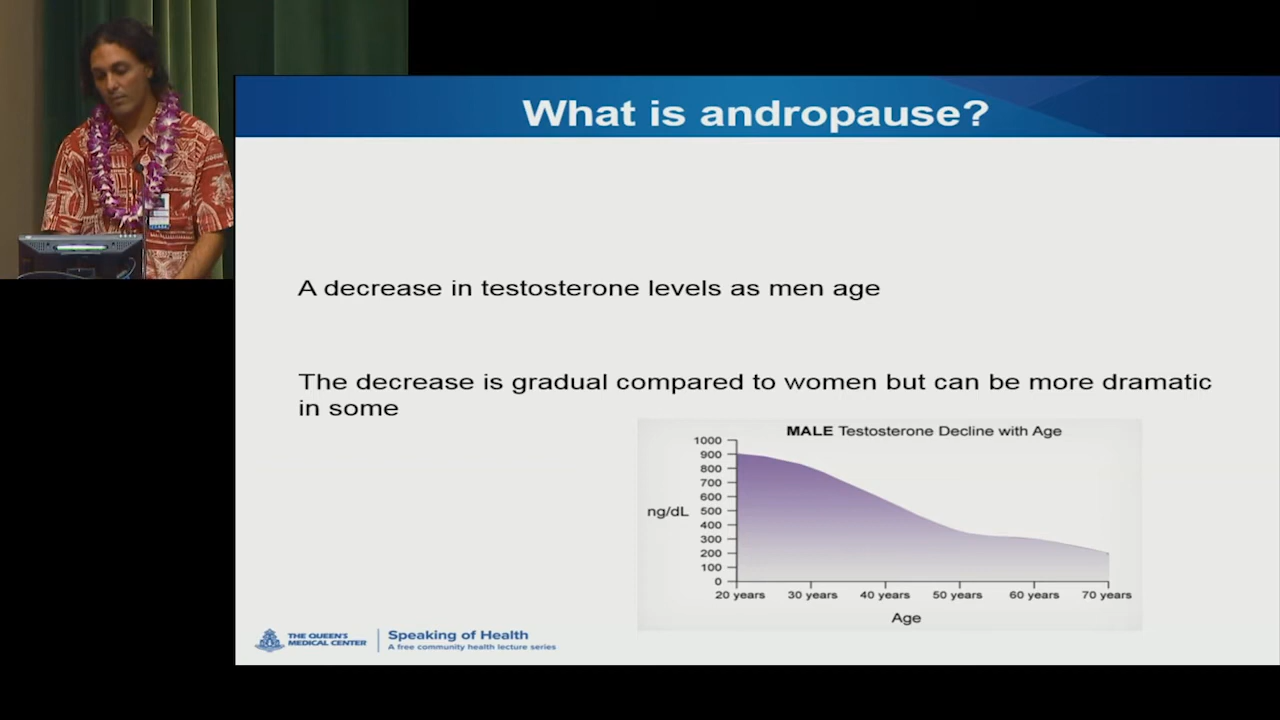 What is andropause?
A decrease in testosterone levels as men age
The decrease is gradual compared to women but can be more dramatic
in some
MALE Testosterone Decline with Age
1000
900
800
700
600
500
400
300
200
100
0
ng/dL
20 years 30 years 40 years 50 years 60 years 70 years
Age
THE QUEEN'S
MEDICAL CENTER
Speaking of Health
A free community health lecture series